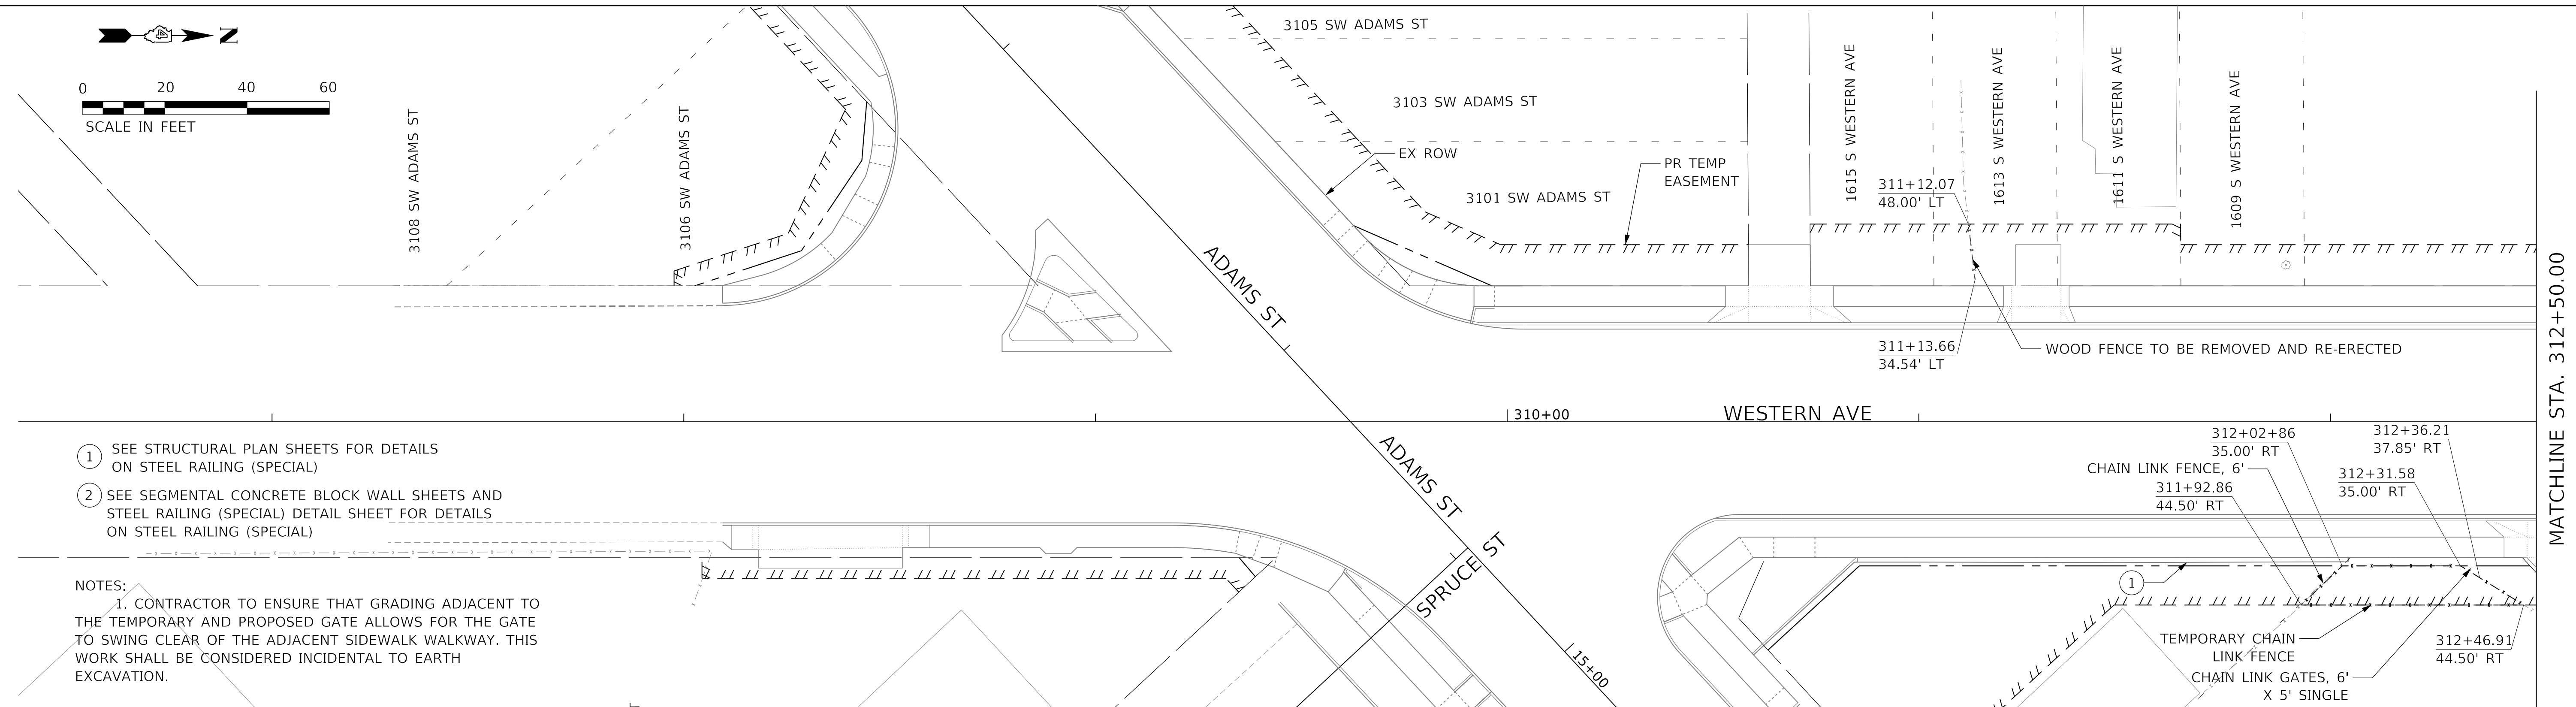 N
0 20 40 60
SCALE IN FEET
3108 SW ADAMS ST
3106 SW ADAMS ST
3105 SW ADAMS ST
3103 SW ADAMS ST
EX ROW
3101 SW ADAMS ST
PR TEMP
EASEMENT
1615 S WESTERN AVE
1613 S WESTERN AVE
1611 S WESTERN AVE
1609 S WESTERN AVE
311+12.07
48.00' LT
311+13.66
34.54' LT
WOOD FENCE TO BE REMOVED AND RE-ERECTED
MATCHLINE STA. 312+50.00
ADAMS ST
310+00
WESTERN AVE
ADAMS ST
SPRUCE ST
15+00
312+02+86
35.00' RT
CHAIN LINK FENCE, 6'
311+92.86
44.50' RT
312+36.21
37.85' RT
312+31.58
35.00' RT
1
TEMPORARY CHAIN
LINK FENCE
CHAIN LINK GATES, 6'
X 5' SINGLE
312+46.91
44.50' RT
1 SEE STRUCTURAL PLAN SHEETS FOR DETAILS
ON STEEL RAILING (SPECIAL)
2 SEE SEGMENTAL CONCRETE BLOCK WALL SHEETS AND
STEEL RAILING (SPECIAL) DETAIL SHEET FOR DETAILS
ON STEEL RAILING (SPECIAL)
NOTES:
1. CONTRACTOR TO ENSURE THAT GRADING ADJACENT TO
THE TEMPORARY AND PROPOSED GATE ALLOWS FOR THE GATE
TO SWING CLEAR OF THE ADJACENT SIDEWALK WALKWAY. THIS
WORK SHALL BE CONSIDERED INCIDENTAL TO EARTH
EXCAVATION.